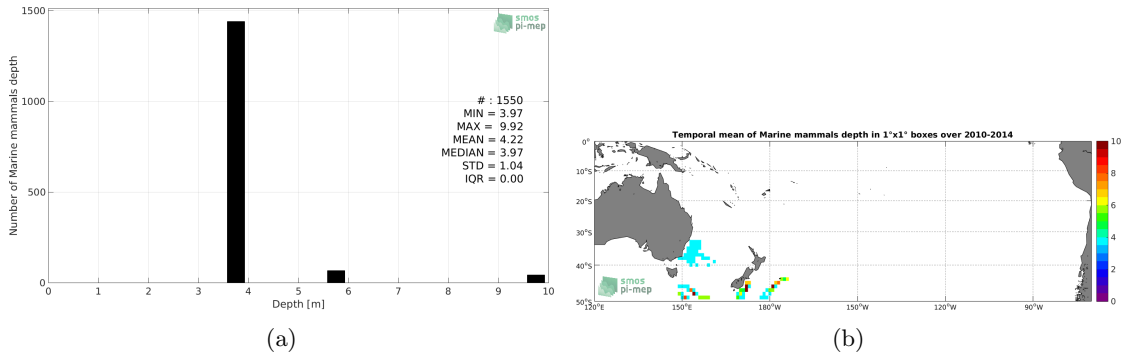 1500
1000
500
0
Number of Marine mammals depth
smos
pi-mep
# : 1550
MIN = 3.97
MAX = 9.92
MEAN = 4.22
MEDIAN = 3.97
STD = 1.04
IQR = 0.00
0 1 2 3 4 5 6 7 8 9 10
Depth [m]
(a)
Temporal mean of Marine mammals depth in 1°x1° boxes over 2010-2014
0°
10°S
20°S
30°S
40°S
50°S
smos
pi-mep
120°E 150°E 180°W 150°W 120°W 90°W
10
8
6
4
2
0
(b)